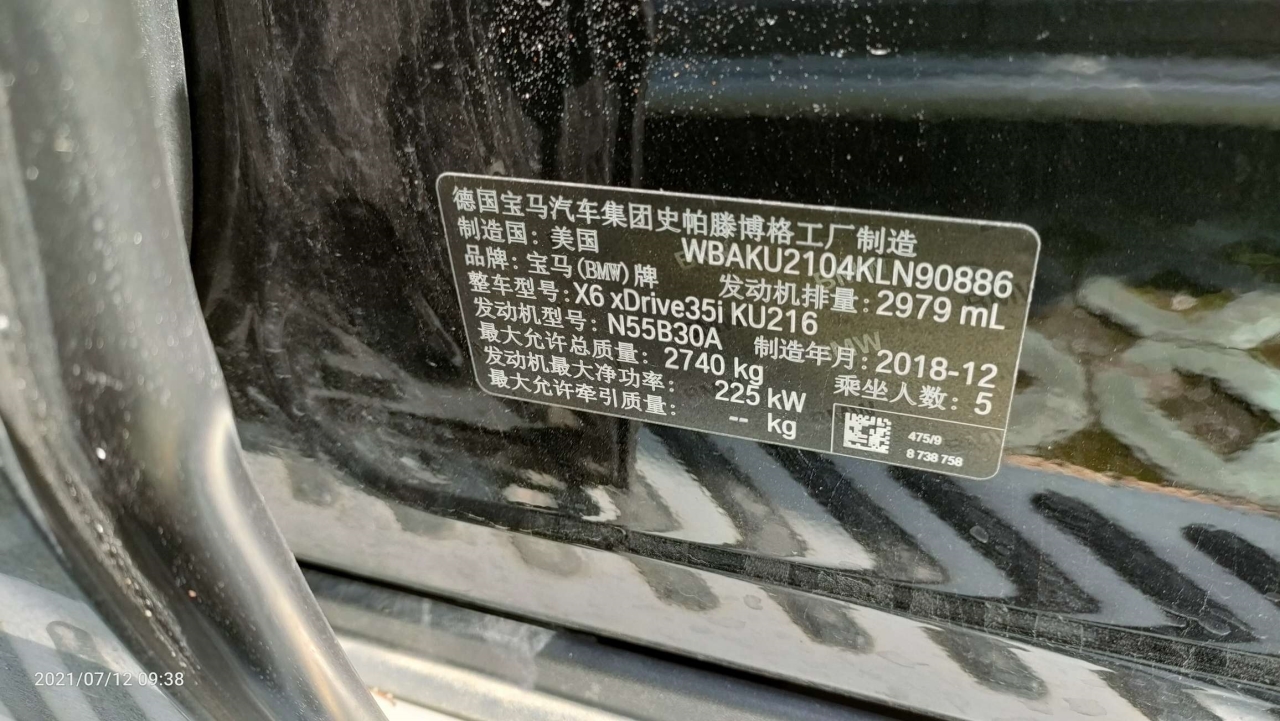 德国宝马汽车集团史帕滕博格工厂制造
制造国：美国 WBAKU2104KLN90886
品牌：宝马(BMW)牌 发动机排量：2979 mL
整车型号：X6 xDrive35i KU216
发动机型号：N55B30A 制造年月：2018-12
最大允许总质量：2740 kg 乘坐人数：5
发动机最大净功率：225 kW
最大允许牵引质量：-- kg
475/9
8 738 758
2021/07/12 09:38